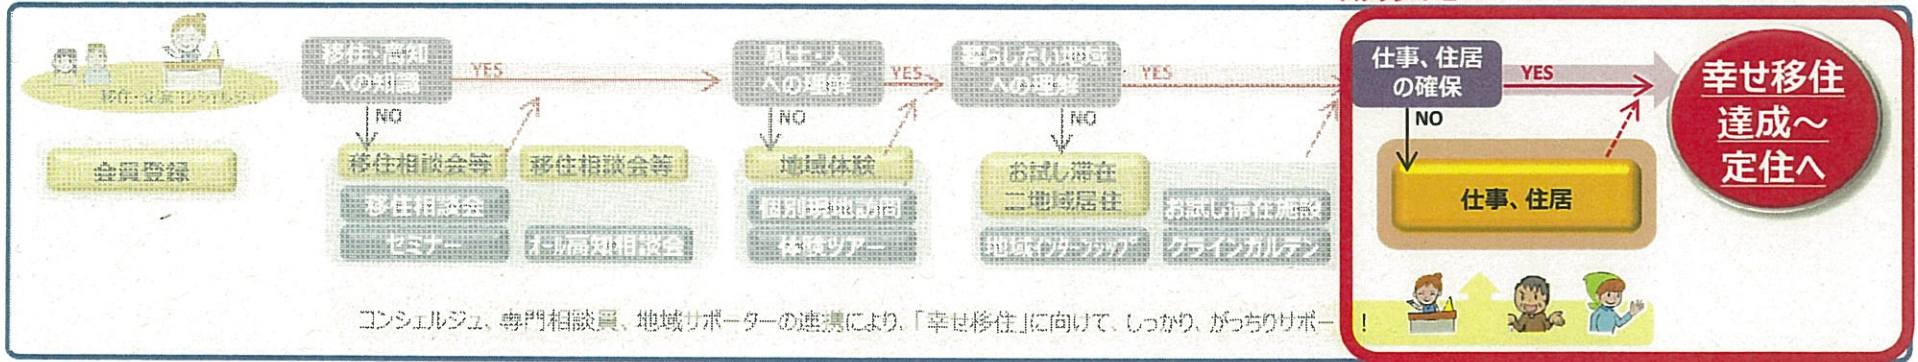 移住・交流コンシェルジュ
会員登録
移住・高知
への知識
YES
NO
移住相談会等
移住相談会
セミナー
移住相談会等
オール高知相談会
風土・人
への理解
YES
NO
地域体験
個別現地訪問
体験ツアー
暮らしたい地域
への理解
YES
NO
お試し滞在
二地域居住
地域インターンシップ
お試し滞在施設
クラインガルテン
仕事、住居
の確保
YES
NO
仕事、住居
幸せ移住
達成～
定住へ
コンシェルジュ、専門相談員、地域サポーターの連携により、「幸せ移住」に向けて、しっかり、がっちりサポー
！